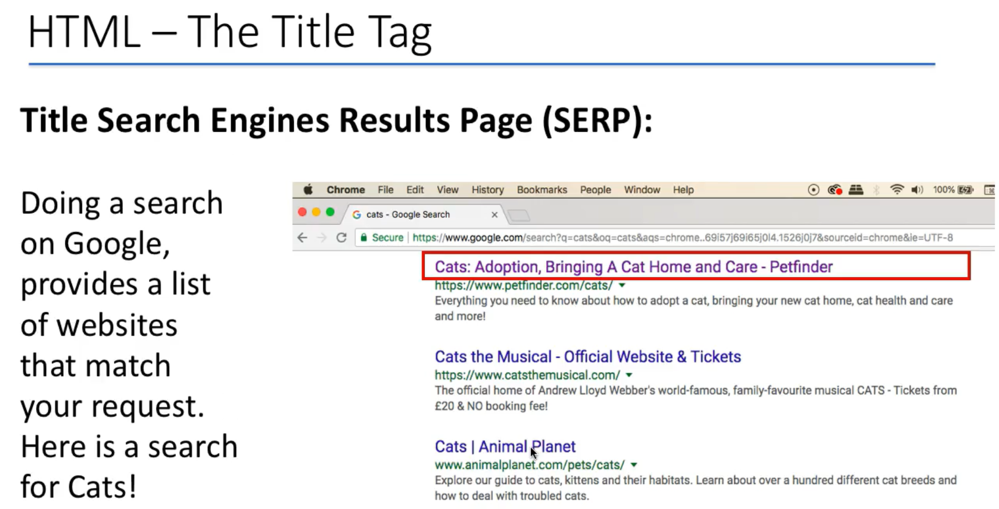 HTML – The Title Tag
Title Search Engines Results Page (SERP):
Doing a search
on Google,
provides a list
of websites
that match
your request.
Here is a search
for Cats!
Chrome File Edit View History Bookmarks People Window Help 100%
cats - Google Search
Secure https://www.google.com/search?q=cats&oq=cats&aqs=chrome..69i57j69i65j0l4.1526j0j7&sourceid=chrome&ie=UTF-8
Cats: Adoption, Bringing A Cat Home and Care - Petfinder
https://www.petfinder.com/cats/
Everything you need to know about how to adopt a cat, bringing your new cat home, cat health and care
and more!
Cats the Musical - Official Website & Tickets
https://www.catsthemusical.com/
The official home of Andrew Lloyd Webber's world-famous, family-favourite musical CATS - Tickets from
£20 & NO booking fee!
Cats | Animal Planet
www.animalplanet.com/pets/cats/
Explore our guide to cats, kittens and their habitats. Learn about over a hundred different cat breeds and
how to deal with troubled cats.